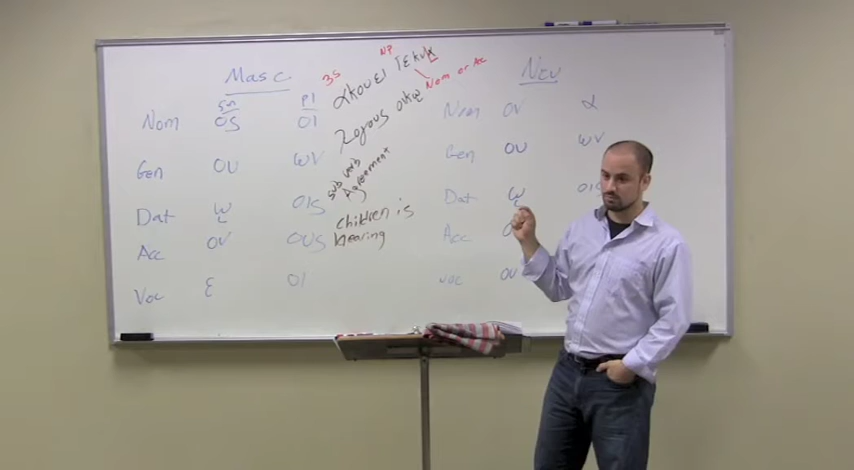 Masc.
Sg Pl
Nom ος οι
Gen ου ων
Dat ῳ οις
Acc ον ους
Voc ε οι
3s NP
ακουει τεκνα
Nom or Acc
λογους
sub verb
Agreement
children is
hearing
Neu
Nom ον α
Gen ου ων
Dat ῳ οις
Acc
Voc ον